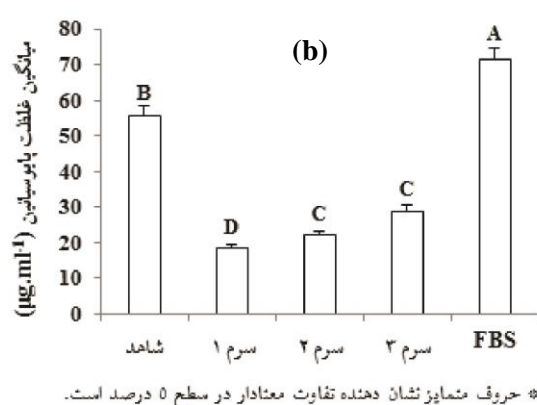 (b)
میانگین غلظت پابوسیانین (µg.ml-¹)
80
70
60
50
40
30
20
10
0
B
D
C
C
A
شاهد
سرم ۱
سرم ۲
سرم ۳
FBS
* حروف متمایز نشان دهنده تفاوت معنادار در سطح ۵ درصد است.